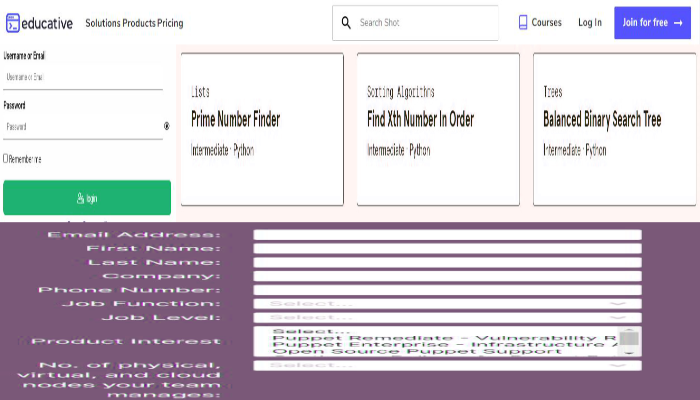 educative
Solutions Products Pricing
Search Shot
Courses
Log In
Join for free →
Username or Email
Username or Email
Password
Password
Remember me
login
Lists
Prime Number Finder
Intermediate · Python
Sorting Algorithms
Find Xth Number In Order
Intermediate · Python
Trees
Balanced Binary Search Tree
Intermediate · Python
Email Address:
First Name:
Last Name:
Company:
Phone Number:
Job Function:
Select...
Job Level:
Select...
Product Interest
Select...
Puppet Remediate - Vulnerability R
Puppet Enterprise - Infrastructure
Open Source Puppet Support
No. of physical,
virtual, and cloud
nodes your team
manages:
Select...